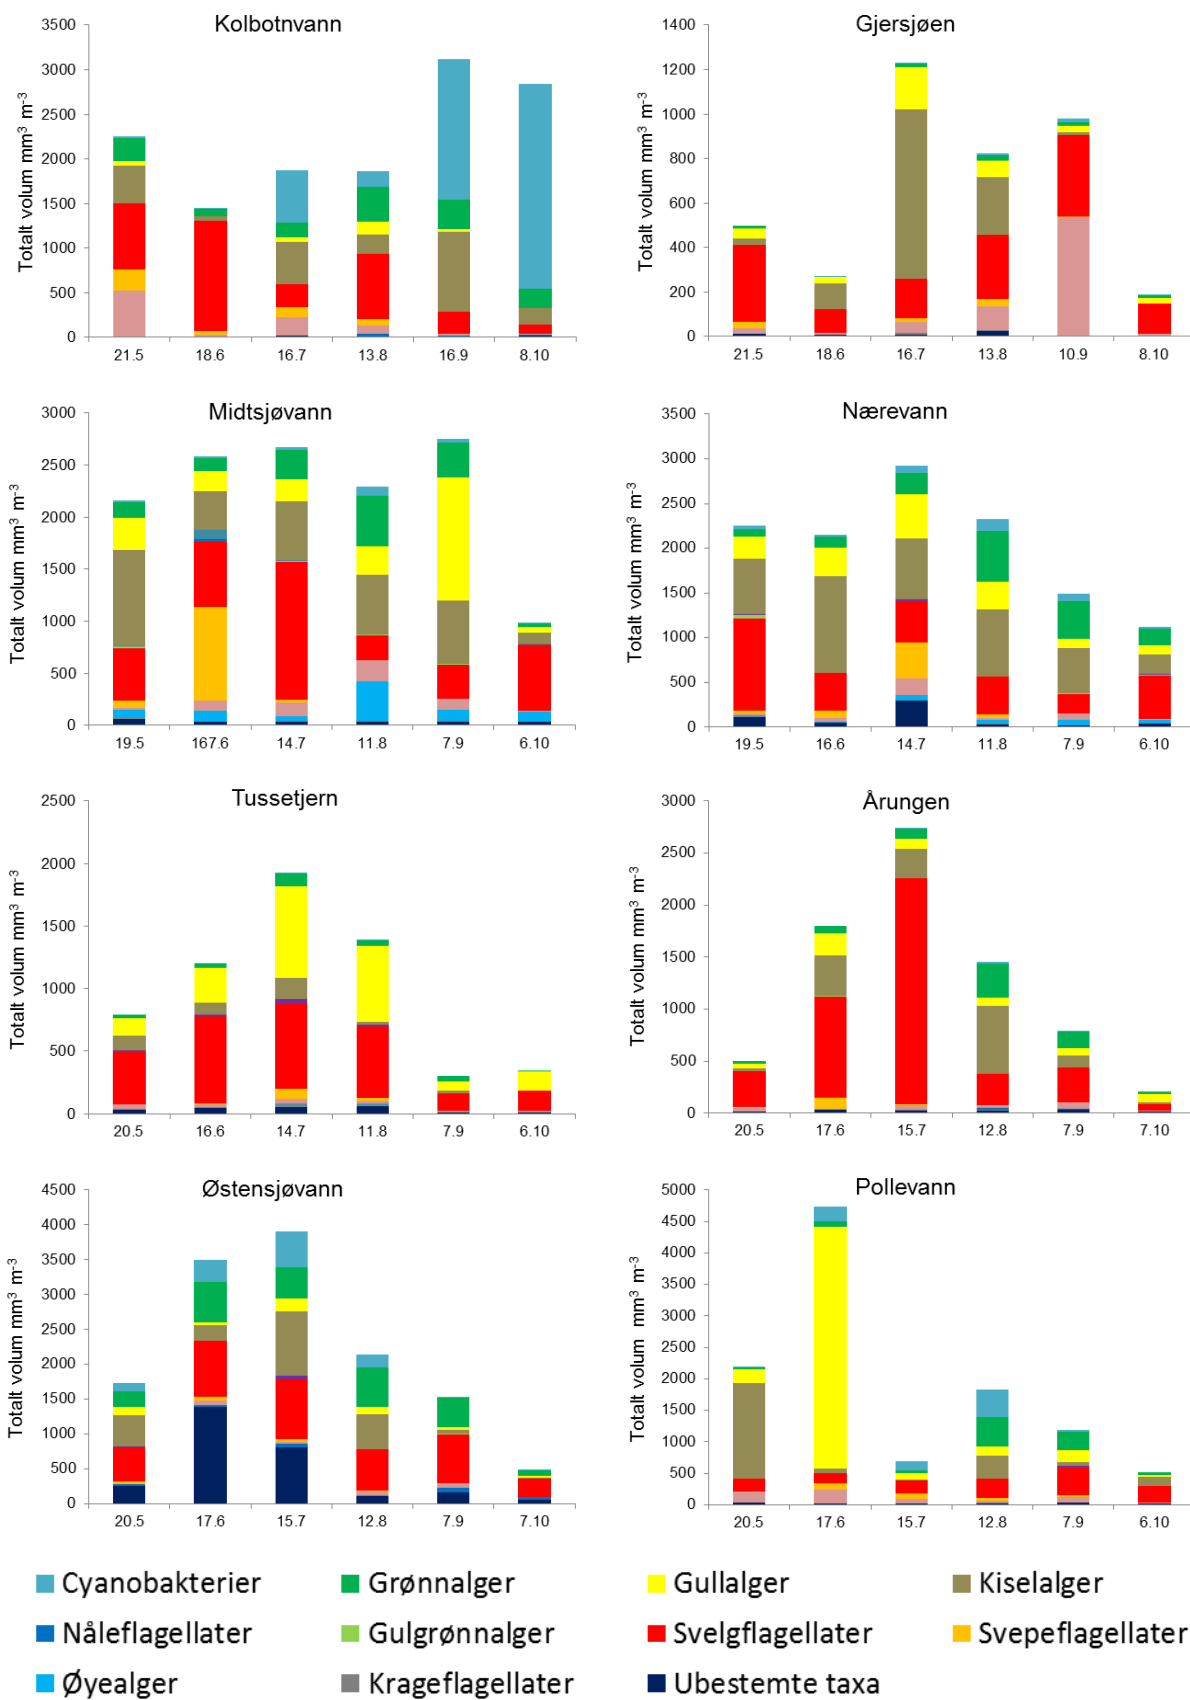 Kolbotnvann
Totalt volum mm³ m⁻³
3500
3000
2500
2000
1500
1000
500
0
21.5 18.6 16.7 13.8 16.9 8.10
Gjersjøen
Totalt volum mm³ m⁻³
1400
1200
1000
800
600
400
200
0
21.5 18.6 16.7 13.8 10.9 8.10
Midtsjøvann
Totalt volum mm³ m⁻³
3000
2500
2000
1500
1000
500
0
19.5 167.6 14.7 11.8 7.9 6.10
Nærevann
Totalt volum mm³ m⁻³
3500
3000
2500
2000
1500
1000
500
0
19.5 16.6 14.7 11.8 7.9 6.10
Tussetjern
Totalt volum mm³ m⁻³
2500
2000
1500
1000
500
0
20.5 16.6 14.7 11.8 7.9 6.10
Årungen
Totalt volum mm³ m⁻³
3000
2500
2000
1500
1000
500
0
20.5 17.6 15.7 12.8 7.9 7.10
Østensjøvann
Totalt volum mm³ m⁻³
4500
4000
3500
3000
2500
2000
1500
1000
500
0
20.5 17.6 15.7 12.8 7.9 7.10
Pollevann
Totalt volum mm³ m⁻³
5000
4500
4000
3500
3000
2500
2000
1500
1000
500
0
20.5 17.6 15.7 12.8 7.9 6.10
Cyanobakterier Grønnalger Gullalger Kiselalger
Nåleflagellater Gulgrønnalger Svelgflagellater Svepeflagellater
Øyealger Krageflagellater Ubestemte taxa